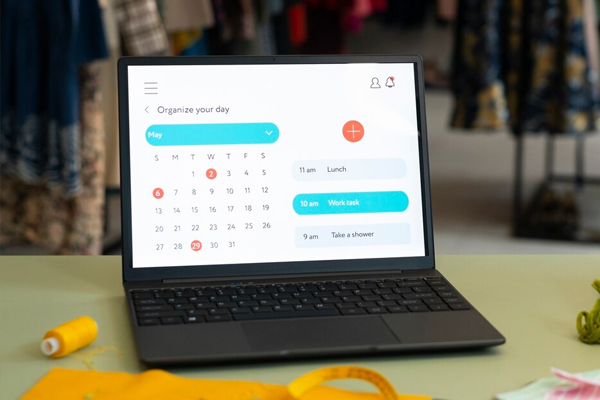 Organize your day
May
S M T W T F S
1 2 3 4 5
6 7 8 9 10 11 12
13 14 15 16 17 18 19
20 21 22 23 24 25 26
27 28 29 30 31
11 am Lunch
10 am Work task
9 am Take a shower